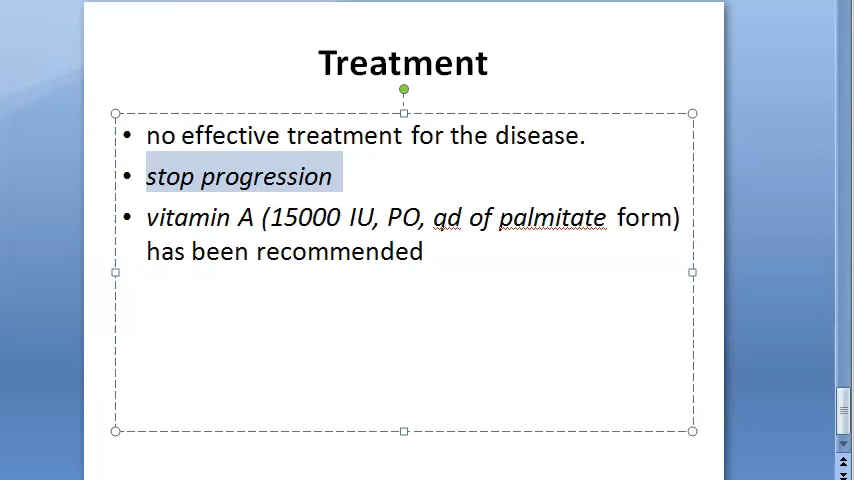 Treatment
• no effective treatment for the disease.
• stop progression
• vitamin A (15000 IU, PO, qd of palmitate form)
has been recommended